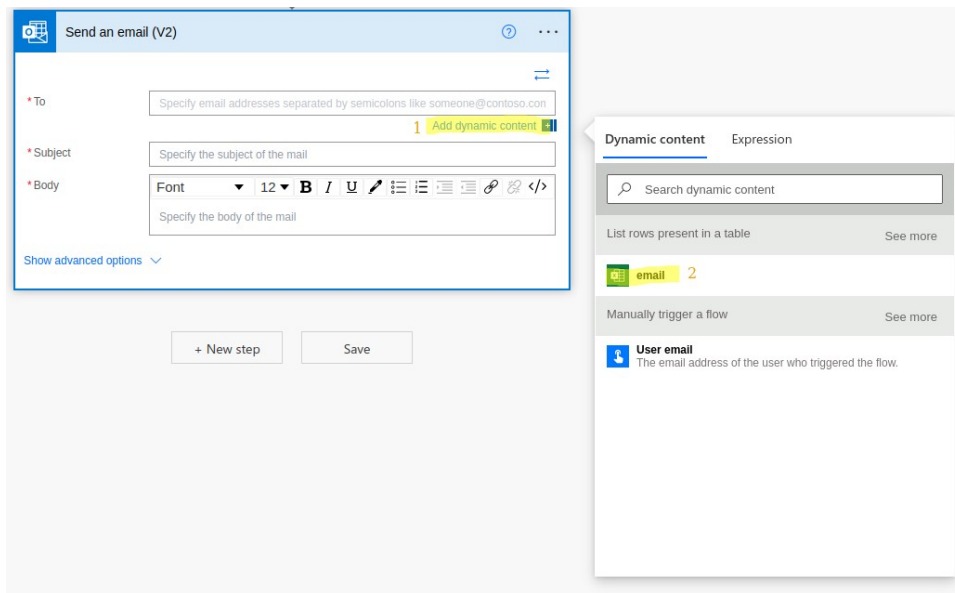 Send an email (V2)
* To
Specify email addresses separated by semicolons like someone@contoso.con
1 Add dynamic content +
* Subject
Specify the subject of the mail
* Body
Font 12 B I U </>
Specify the body of the mail
Show advanced options
+ New step
Save
Dynamic content Expression
Search dynamic content
List rows present in a table See more
email 2
Manually trigger a flow See more
User email
The email address of the user who triggered the flow.